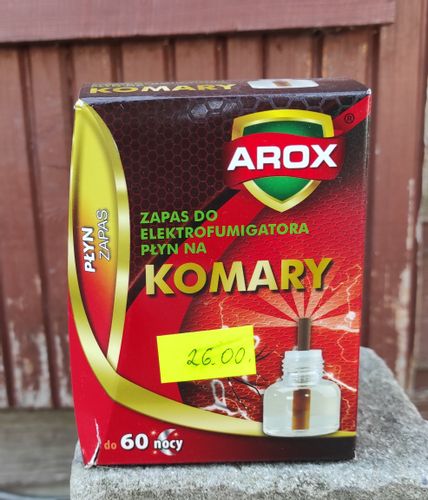 KOMARY
AROX®
ZAPAS DO
ELEKTROFUMIGATORA
PŁYN NA
KOMARY
PŁYN
ZAPAS
26.00
do 60 nocy